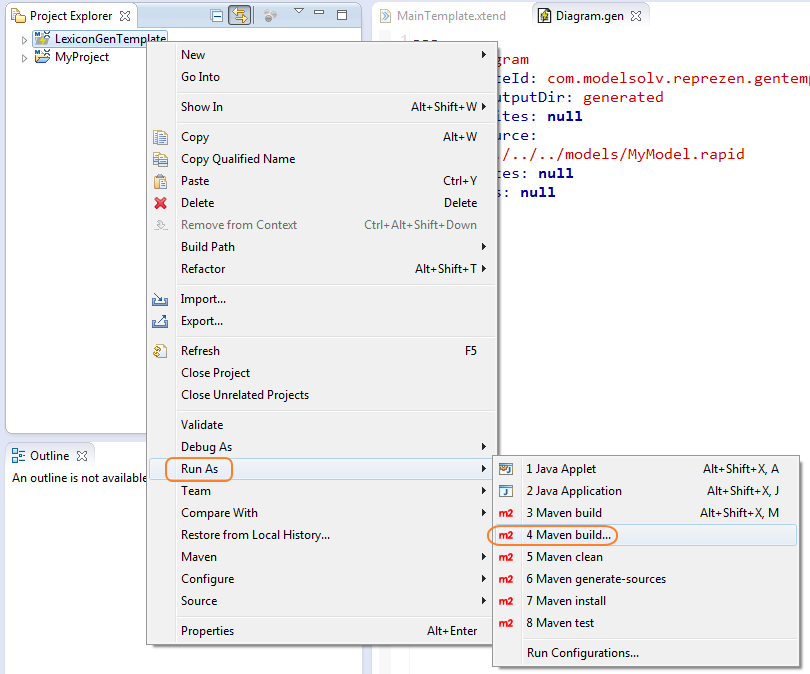 Project Explorer
LexiconGenTemplate
MyProject
MainTemplate.xtend
Diagram.gen
1 ---
gram
teId: com.modelsolv.reprezen.gentemp
utputDir: generated
ites: null
urce:
./../../models/MyModel.rapid
tes: null
s: null
New
Go Into
Show In Alt+Shift+W
Copy Alt+W
Copy Qualified Name
Paste Ctrl+Y
Delete Delete
Remove from Context Ctrl+Alt+Shift+Down
Build Path
Refactor Alt+Shift+T
Import...
Export...
Refresh F5
Close Project
Close Unrelated Projects
Validate
Debug As
Run As
Team
Compare With
Restore from Local History...
Maven
Configure
Source
Properties Alt+Enter
Outline
An outline is not available
1 Java Applet Alt+Shift+X, A
2 Java Application Alt+Shift+X, J
m2 3 Maven build Alt+Shift+X, M
m2 4 Maven build...
m2 5 Maven clean
m2 6 Maven generate-sources
m2 7 Maven install
m2 8 Maven test
Run Configurations...